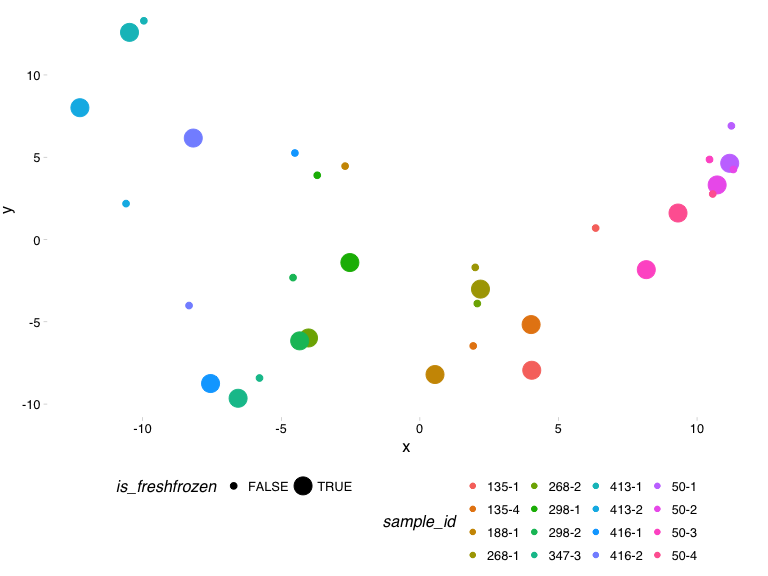 10
5
0
-5
-10
y
-10
-5
0
5
10
x
is_freshfrozen FALSE TRUE
sample_id
135-1 268-2 413-1 50-1
135-4 298-1 413-2 50-2
188-1 298-2 416-1 50-3
268-1 347-3 416-2 50-4